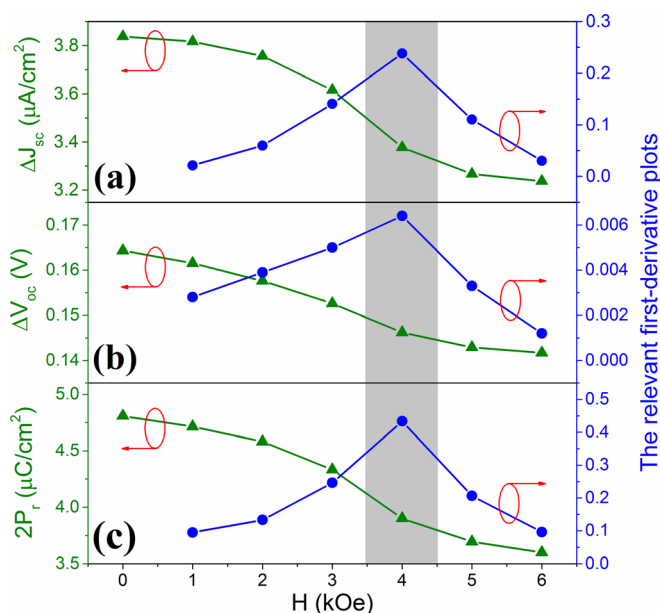 (a)
ΔJsc (μA/cm²)
3.8
3.6
3.4
3.2
0.3
0.2
0.1
0.0
(b)
ΔVoc (V)
0.17
0.16
0.15
0.14
0.006
0.004
0.002
0.000
(c)
2Pr (μC/cm²)
5.0
4.5
4.0
3.5
0.5
0.4
0.3
0.2
0.1
0.0
The relevant first-derivative plots
0 1 2 3 4 5 6
H (kOe)